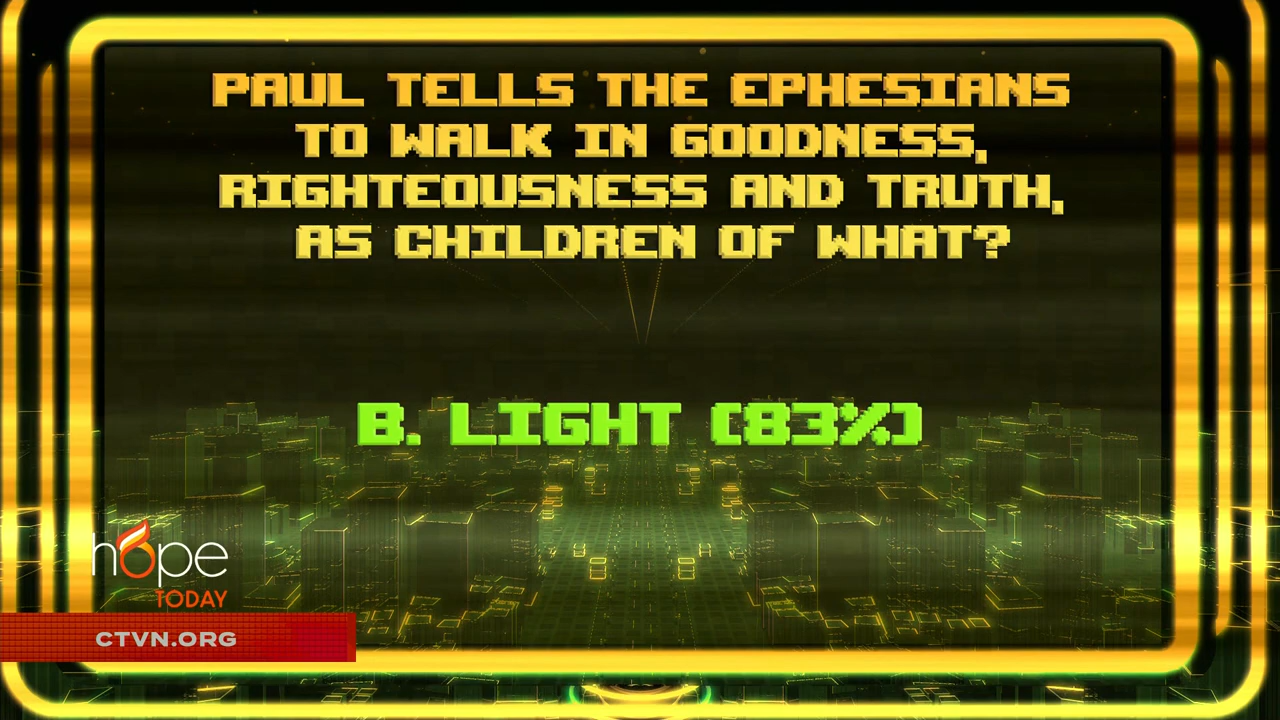 PAUL TELLS THE EPHESIANS
TO WALK IN GOODNESS,
RIGHTEOUSNESS AND TRUTH,
AS CHILDREN OF WHAT?
B. LIGHT (83%)
hope
TODAY
CTVN.ORG